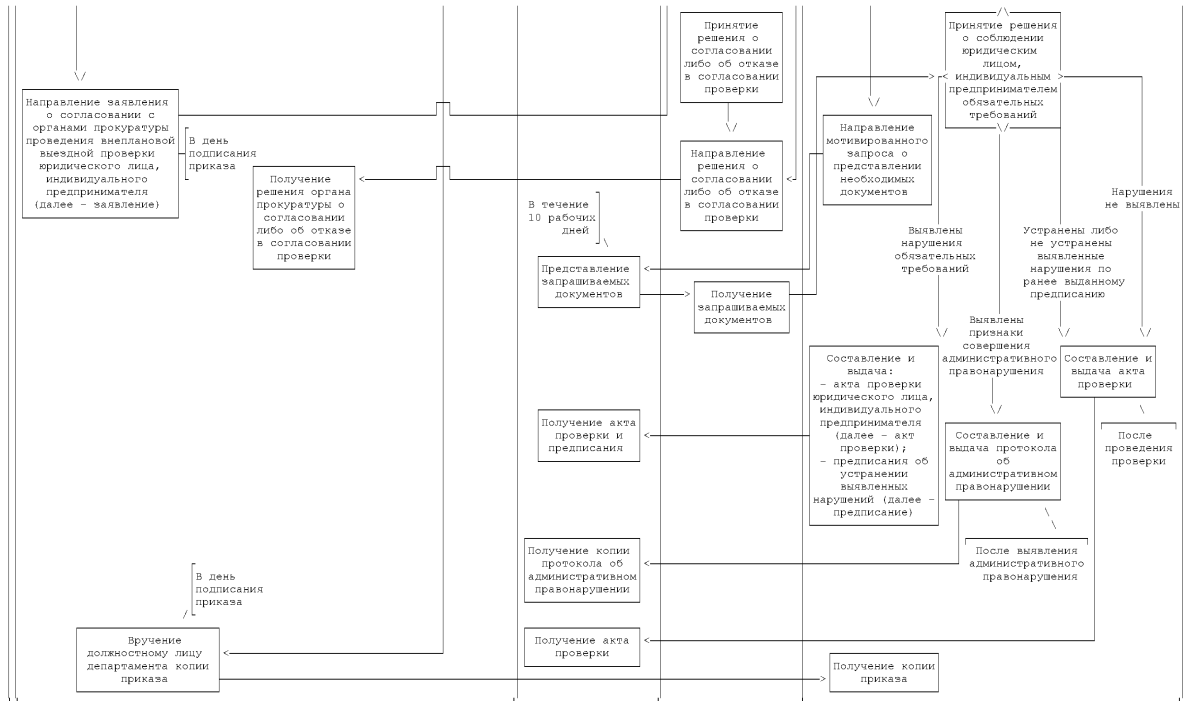 Принятие
решения о
согласовании
либо об отказе
в согласовании
проверки
Принятие решения
о соблюдении
юридическим
лицом,
индивидуальным
предпринимателем
обязательных
требований
Направление заявления
о согласовании с
органами прокуратуры
проведения внеплановой
выездной проверки
юридического лица,
индивидуального
предпринимателя
(далее - заявление)
В день
подписания
приказа
Получение
решения органа
прокуратуры о
согласовании
либо об отказе
в согласовании
проверки
Направление
решения о
согласовании
либо об отказе
в согласовании
проверки
Направление
мотивированного
запроса о
представлении
необходимых
документов
Нарушения
не выявлены
В течение
10 рабочих
дней
Выявлены
нарушения
обязательных
требований
Устранены либо
не устранены
выявленные
нарушения по
ранее выданному
предписанию
Представление
запрашиваемых
документов
Получение
запрашиваемых
документов
Выявлены
признаки
совершения
административного
правонарушения
Составление и
выдача:
- акта проверки
юридического лица,
индивидуального
предпринимателя
(далее - акт
проверки);
- предписания об
устранении
выявленных
нарушений (далее -
предписание)
Составление и
выдача акта
проверки
Получение акта
проверки и
предписания
Составление и
выдача протокола
об
административном
правонарушении
После
проведения
проверки
Получение копии
протокола об
административном
правонарушении
После выявления
административного
правонарушения
В день
подписания
приказа
Вручение
должностному лицу
департамента копии
приказа
Получение акта
проверки
Получение копии
приказа